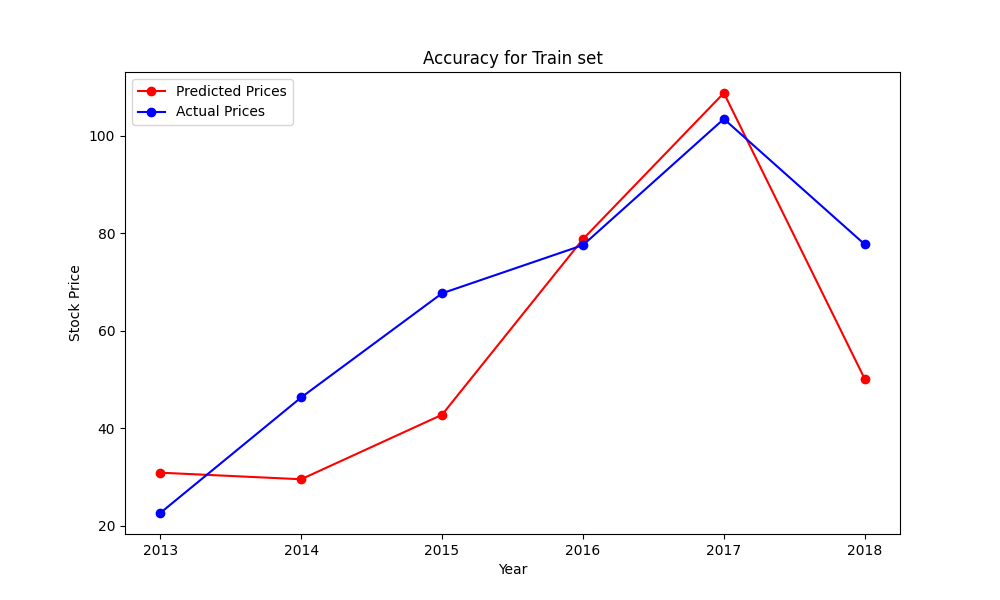 Accuracy for Train set
Predicted Prices
Actual Prices
100
80
60
40
20
Stock Price
2013 2014 2015 2016 2017 2018
Year